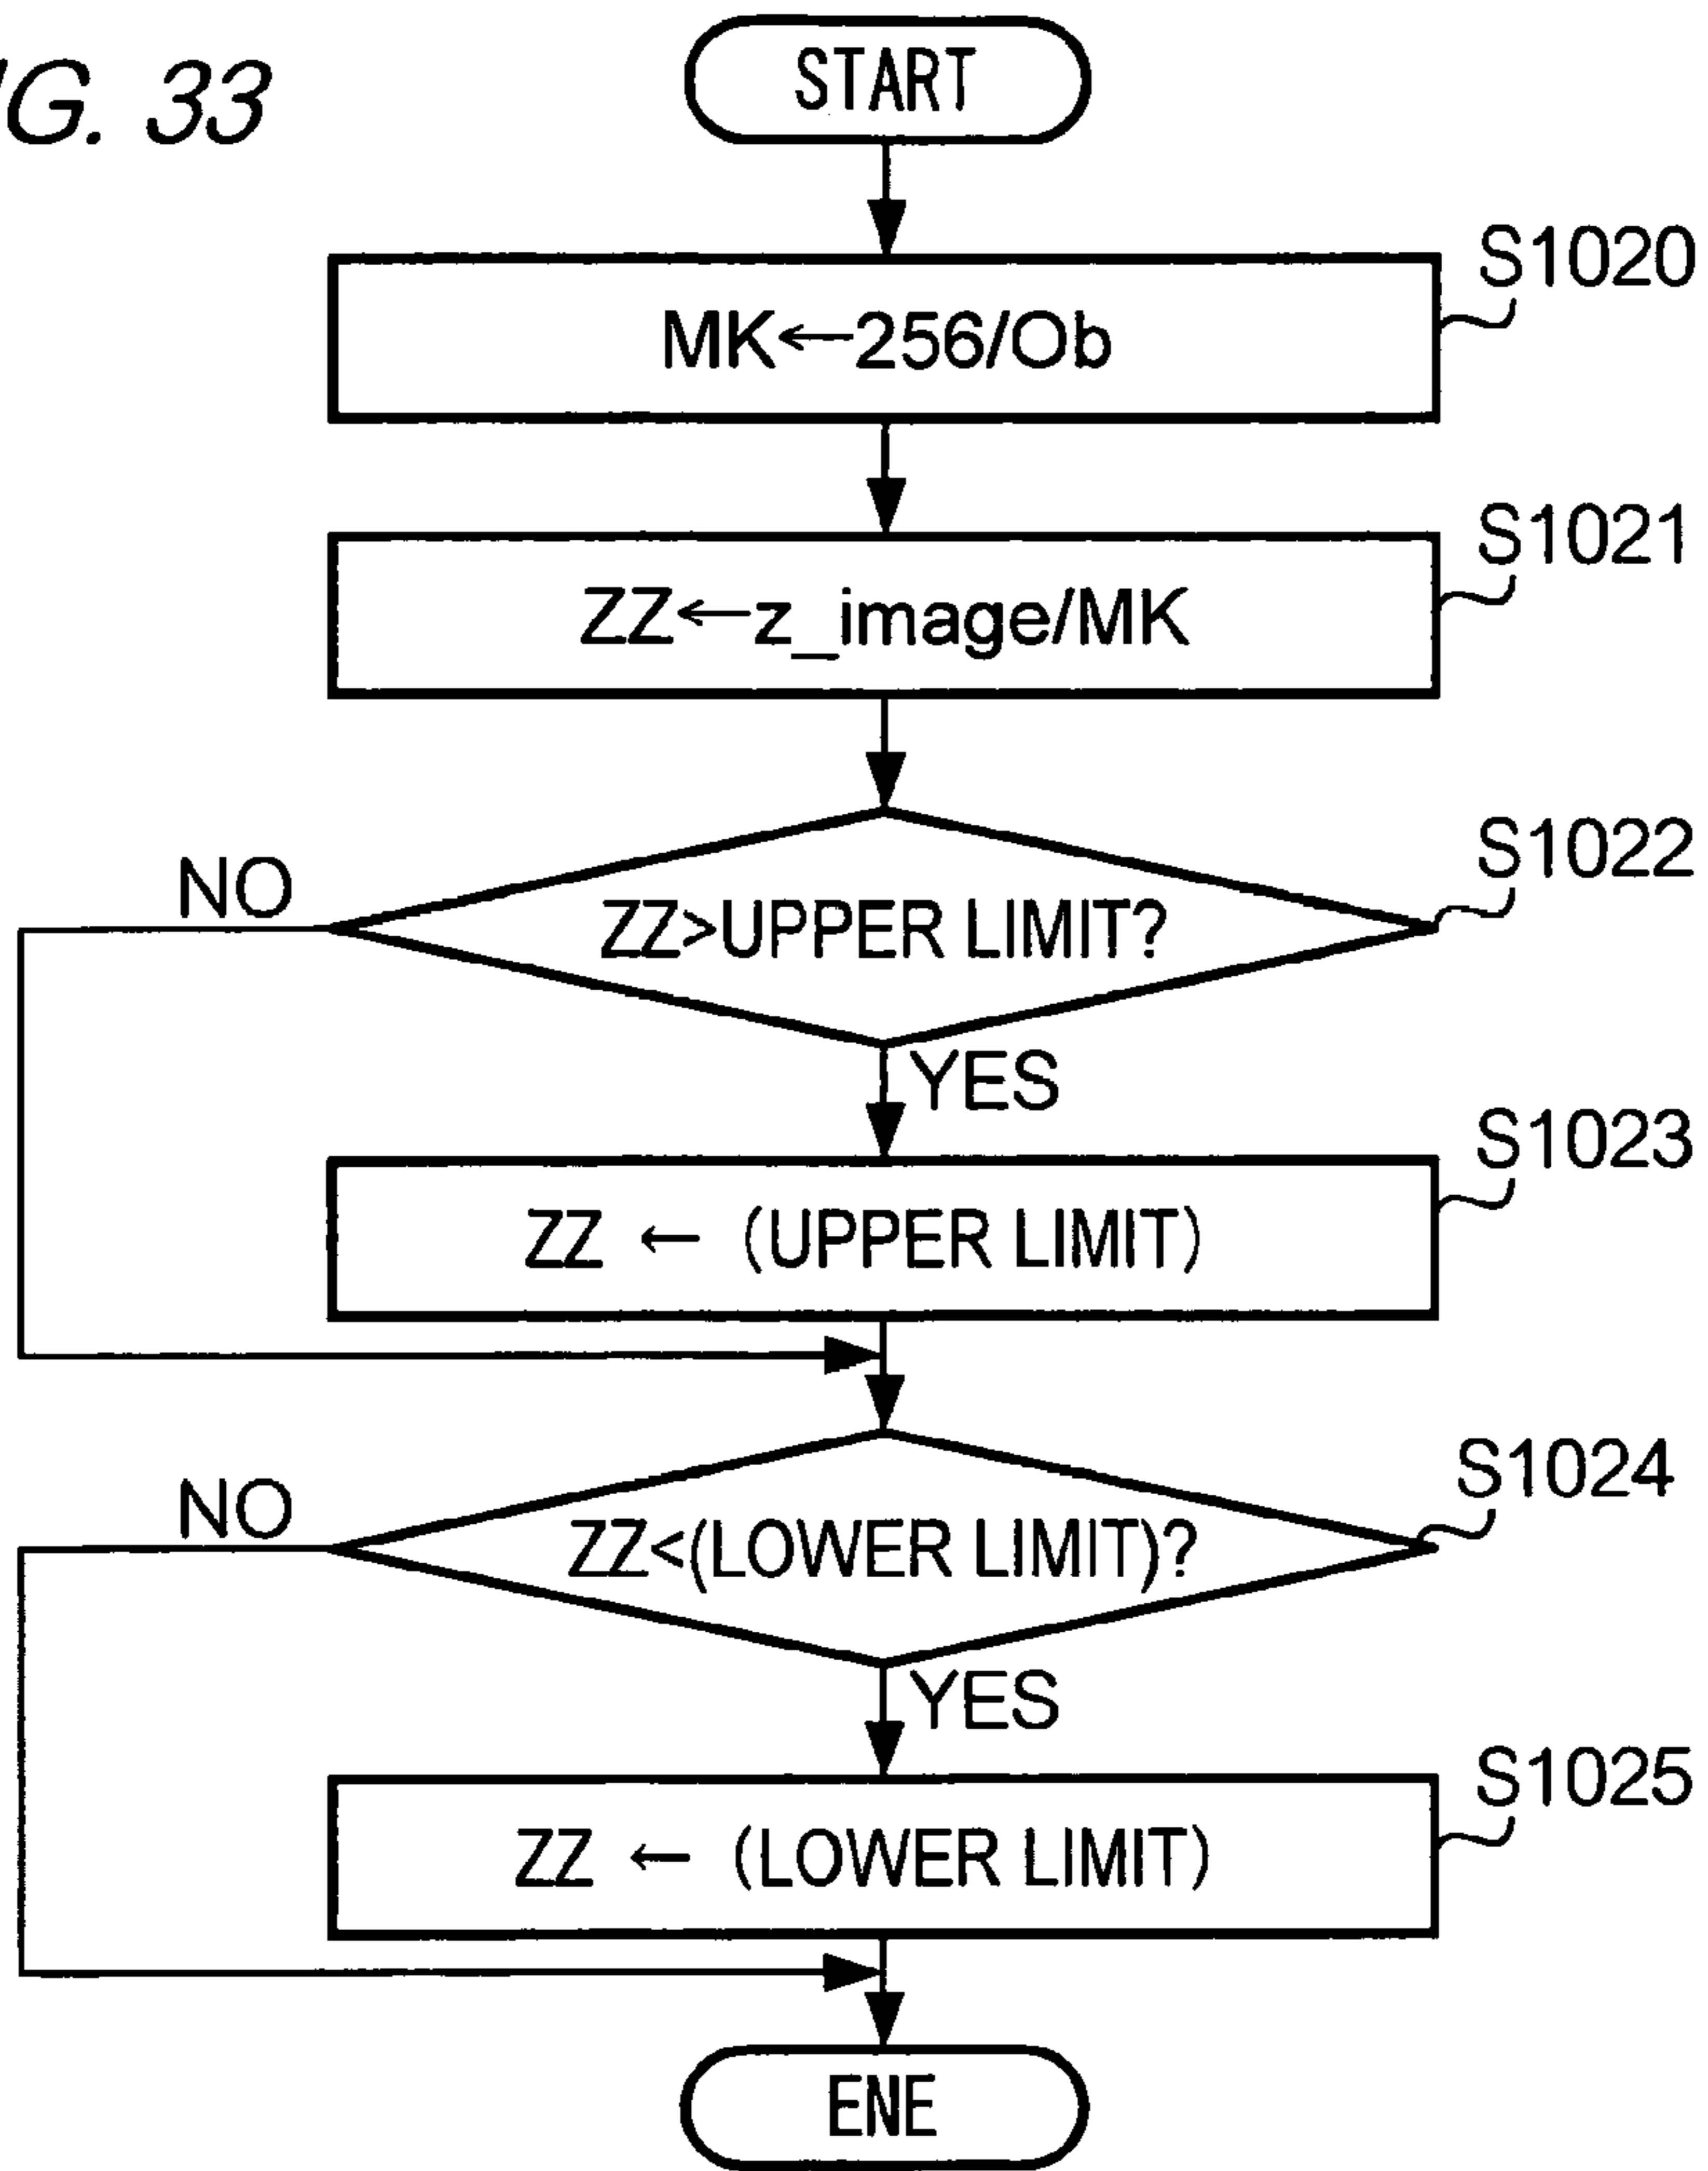 IG. 33
START
S1020
MK←256/Ob
S1021
ZZ←z_image/MK
S1022
NO
ZZ>UPPER LIMIT?
YES
S1023
ZZ ← (UPPER LIMIT)
S1024
NO
ZZ<(LOWER LIMIT)?
YES
S1025
ZZ ← (LOWER LIMIT)
ENE